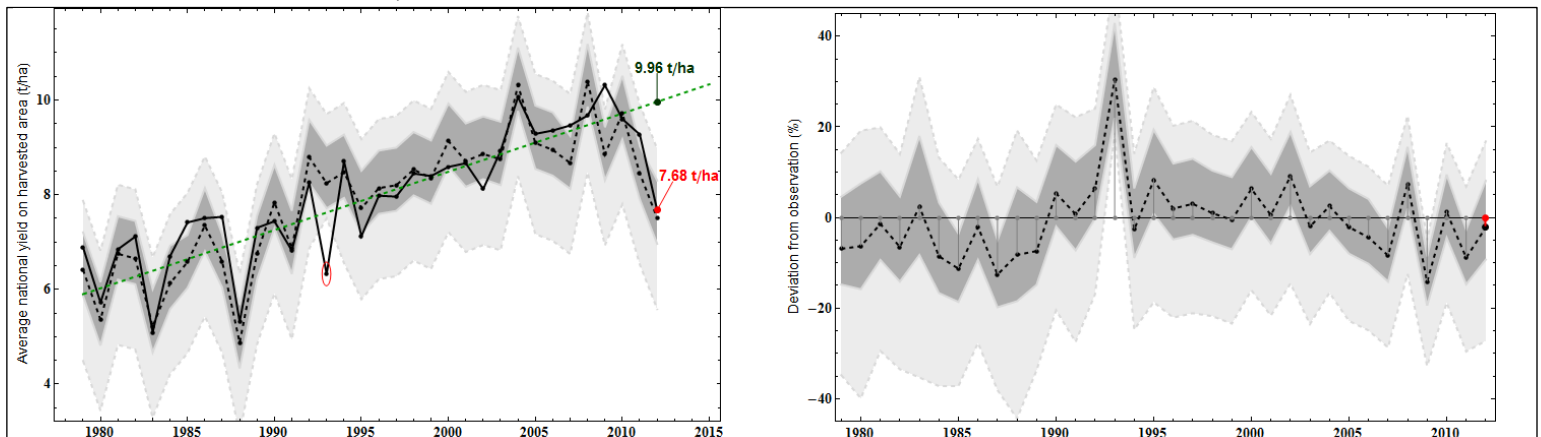 Average national yield on harvested area (t/ha)
10
8
6
4
9.96 t/ha
7.68 t/ha
1980 1985 1990 1995 2000 2005 2010 2015
Deviation from observation (%)
40
20
0
−20
−40
1980 1985 1990 1995 2000 2005 2010